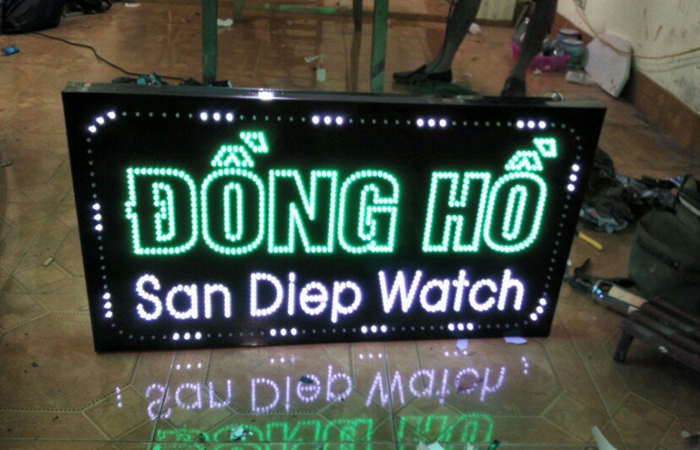 ĐỒNG HỒ
San Diep Watch